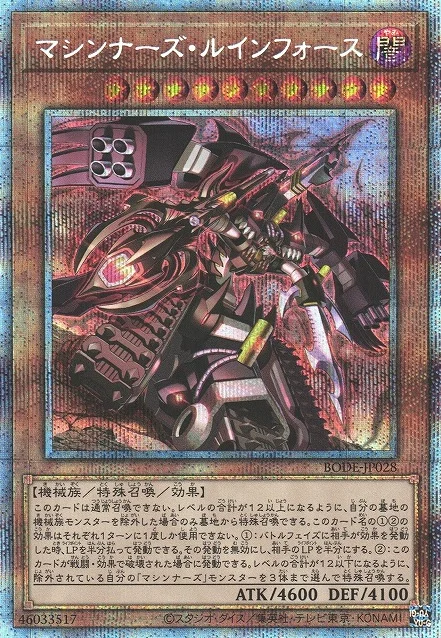 マシンナーズ・ルインフォース
闇
BODE-JP028
【機械族／特殊召喚／効果】
このカードは通常召喚できない。レベルの合計が１２以上になるように、自分の墓地の
機械族モンスターを除外した場合のみ墓地から特殊召喚できる。このカード名の①②の
効果はそれぞれ１ターンに１度しか使用できない。①：バトルフェイズに相手が効果を発動
した時、LPを半分払って発動できる。その発動を無効にし、相手のLPを半分にする。②：この
カードが戦闘・効果で破壊された場合に発動できる。レベルの合計が１２以下になるように、
除外されている自分の「マシンナーズ」モンスターを３体まで選んで特殊召喚する。
ATK/4600 DEF/4100
46033517
©スタジオ・ダイス／集英社・テレビ東京・KONAMI